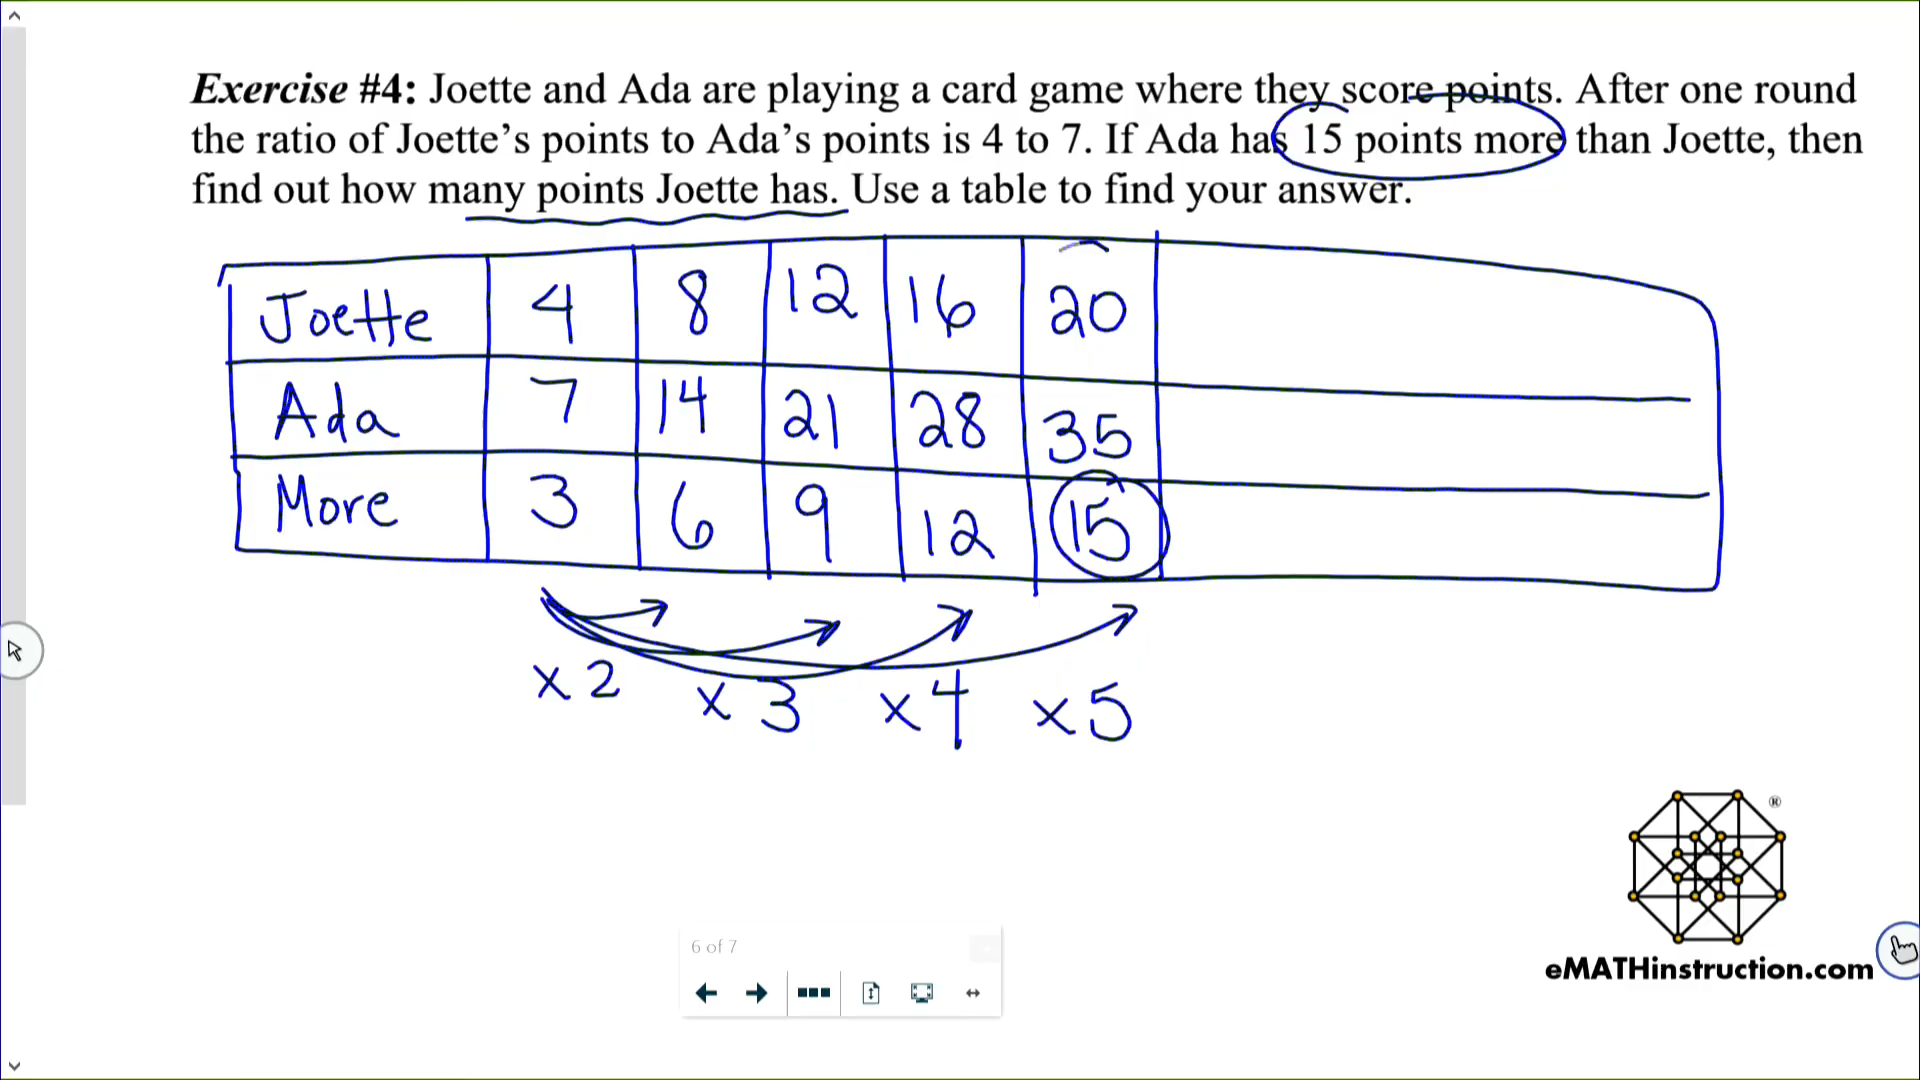 Exercise #4: Joette and Ada are playing a card game where they score points. After one round
the ratio of Joette’s points to Ada’s points is 4 to 7. If Ada has 15 points more than Joette, then
find out how many points Joette has. Use a table to find your answer.
Joette 4 8 12 16 20
Ada 7 14 21 28 35
More 3 6 9 12 15
x2 x3 x4 x5
®
eMATHinstruction.com
6 of 7